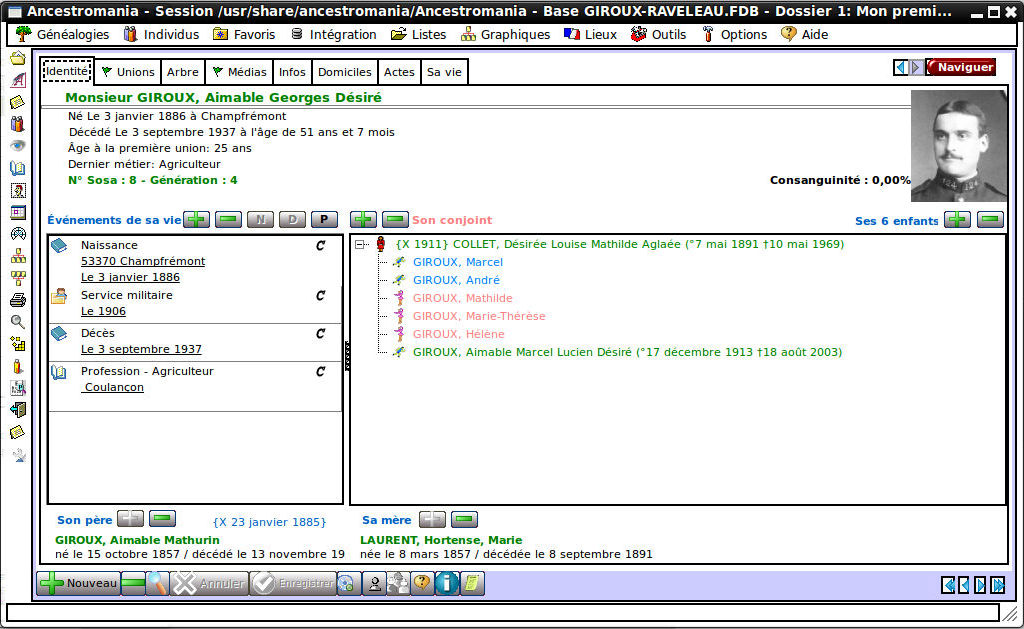 Ancestromania - Session /usr/share/ancestromania/Ancestromania - Base GIROUX-RAVELEAU.FDB - Dossier 1: Mon premi...
Généalogies Individus Favoris Intégration Listes Graphiques Lieux Outils Options Aide
Identité Unions Arbre Médias Infos Domiciles Actes Sa vie Naviguer
Monsieur GIROUX, Aimable Georges Désiré
Né Le 3 janvier 1886 à Champfrémont
Décédé Le 3 septembre 1937 à l'âge de 51 ans et 7 mois
Âge à la première union: 25 ans
Dernier métier: Agriculteur
N° Sosa : 8 - Génération : 4
Consanguinité : 0,00%
Événements de sa vie N D P
Son conjoint
Ses 6 enfants
Naissance C
53370 Champfrémont
Le 3 janvier 1886
Service militaire C
Le 1906
Décès C
Le 3 septembre 1937
Profession - Agriculteur C
Coulançon
{X 1911} COLLET, Désirée Louise Mathilde Aglaée (°7 mai 1891 †10 mai 1969)
GIROUX, Marcel
GIROUX, André
GIROUX, Mathilde
GIROUX, Marie-Thérèse
GIROUX, Hélène
GIROUX, Aimable Marcel Lucien Désiré (°17 décembre 1913 †18 août 2003)
Son père {X 23 janvier 1885}
GIROUX, Aimable Mathurin
né le 15 octobre 1857 / décédé le 13 novembre 19
Sa mère
LAURENT, Hortense, Marie
née le 8 mars 1857 / décédée le 8 septembre 1891
Nouveau Annuler Enregistrer